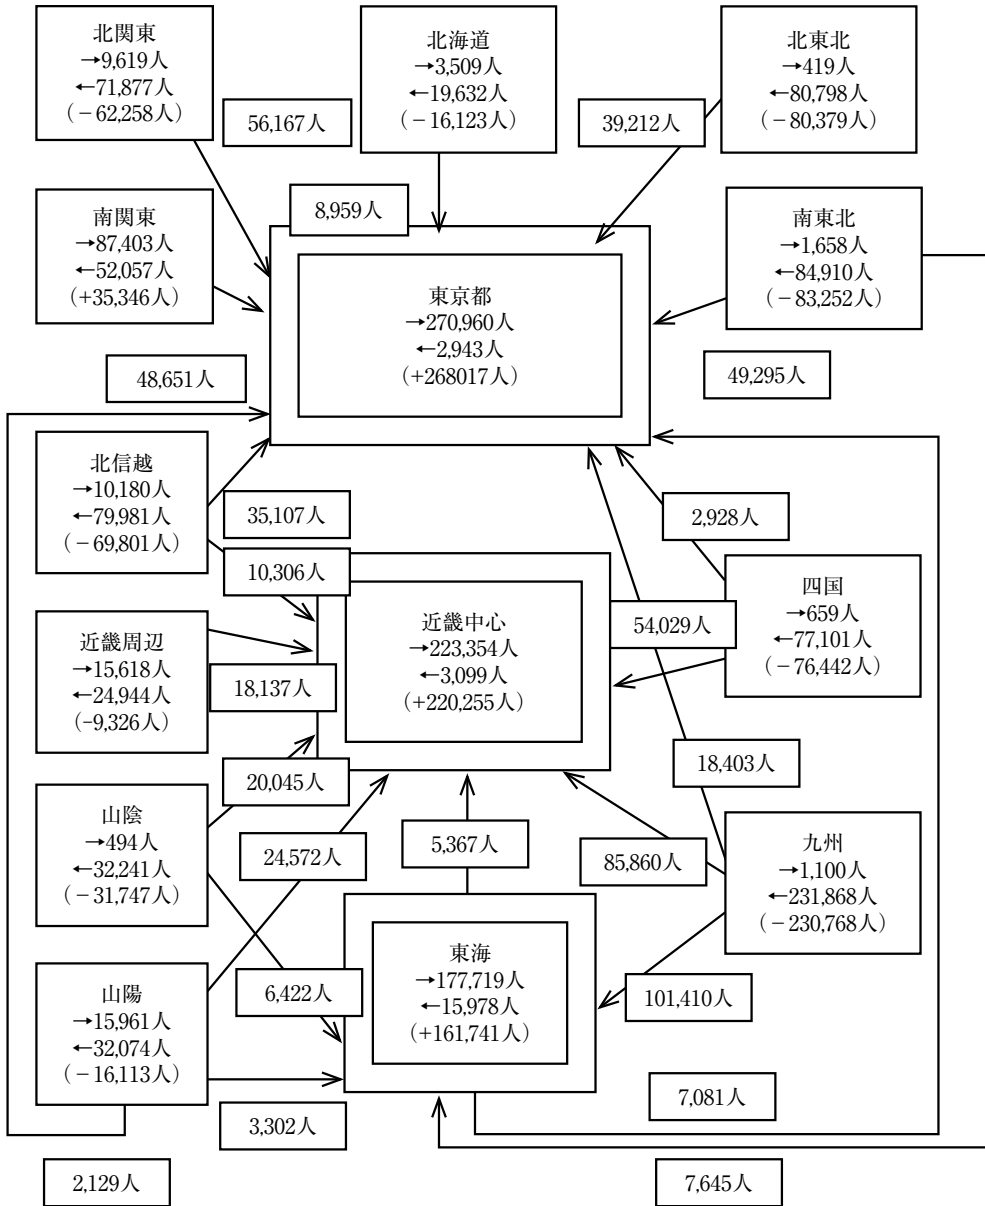 北関東
→9,619人
←71,877人
(－62,258人)
56,167人
北海道
→3,509人
←19,632人
(－16,123人)
39,212人
北東北
→419人
←80,798人
(－80,379人)
南関東
→87,403人
←52,057人
(+35,346人)
8,959人
東京都
→270,960人
←2,943人
(+268017人)
南東北
→1,658人
←84,910人
(－83,252人)
48,651人
49,295人
北信越
→10,180人
←79,981人
(－69,801人)
35,107人
10,306人
2,928人
近畿中心
→223,354人
←3,099人
(+220,255人)
54,029人
四国
→659人
←77,101人
(－76,442人)
近畿周辺
→15,618人
←24,944人
(-9,326人)
18,137人
18,403人
山陰
→494人
←32,241人
(－31,747人)
20,045人
24,572人
5,367人
85,860人
九州
→1,100人
←231,868人
(－230,768人)
山陽
→15,961人
←32,074人
(－16,113人)
6,422人
東海
→177,719人
←15,978人
(+161,741人)
101,410人
3,302人
7,081人
2,129人
7,645人